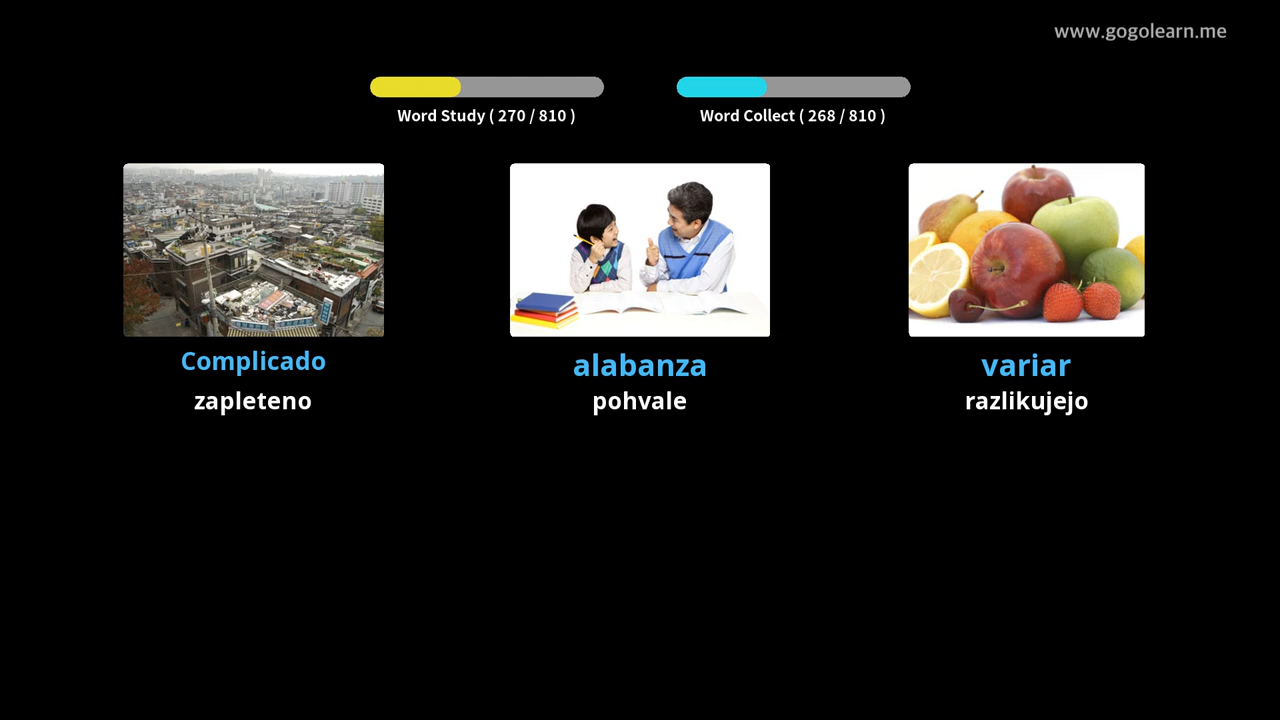 www.gogolearn.me
Word Study ( 270 / 810 )
Word Collect ( 268 / 810 )
Complicado
zapleteno
alabanza
pohvale
variar
razlikujejo